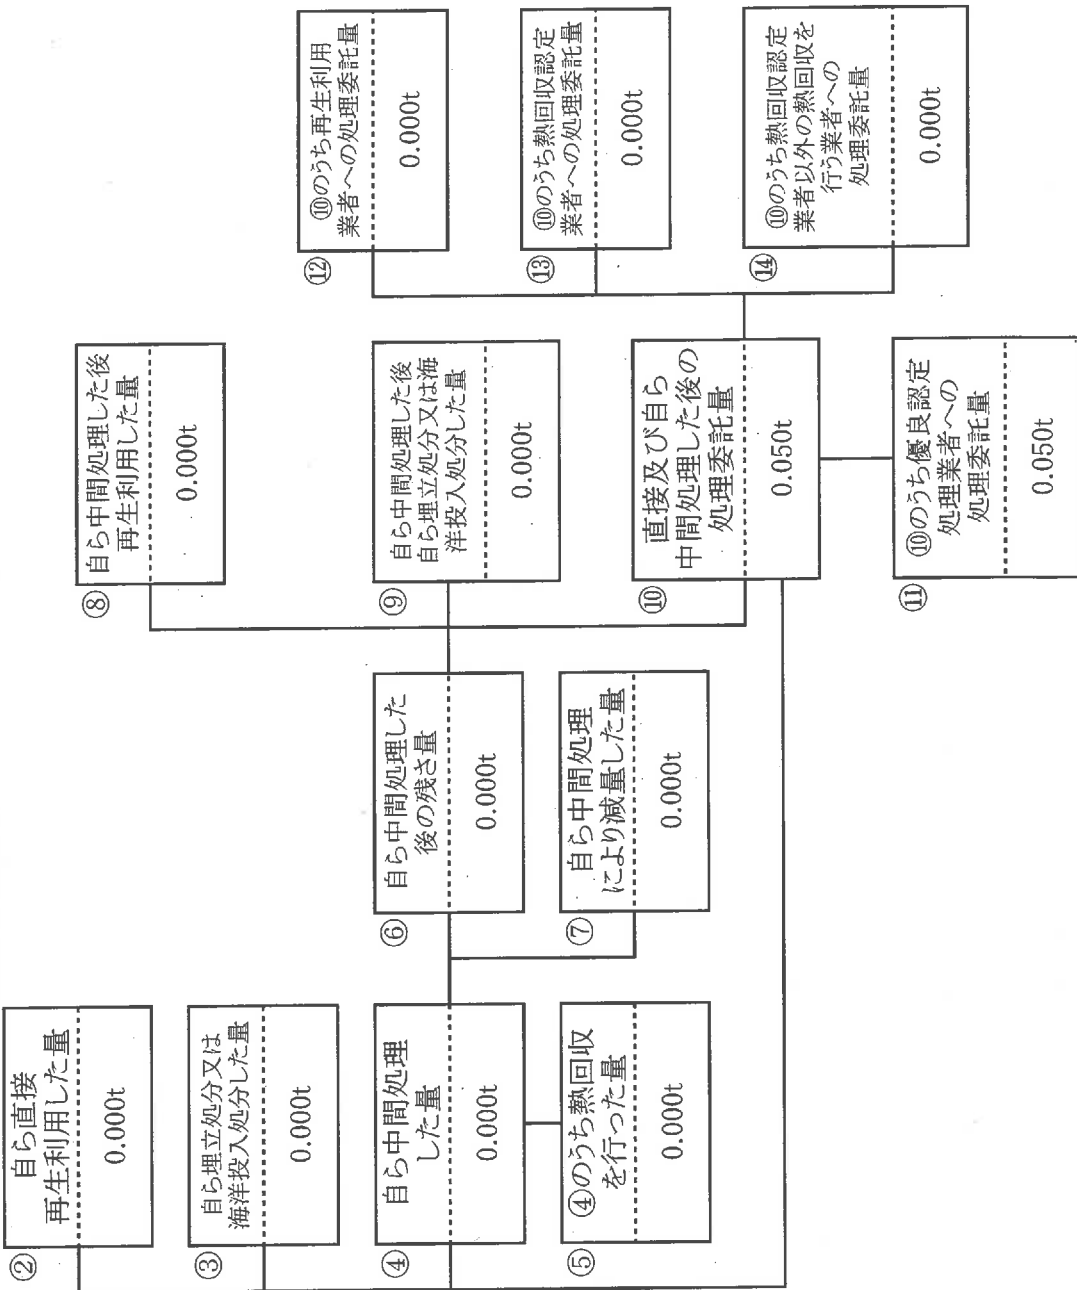 ②
自ら直接
再生利用した量
0.000t
③
自ら埋立処分又は
海洋投入処分した量
0.000t
④
自ら中間処理
した量
0.000t
⑤
④のうち熱回収
を行った量
0.000t
⑥
自ら中間処理した
後の残さ量
0.000t
⑦
自ら中間処理
により減量した量
0.000t
⑧
自ら中間処理した後
再生利用した量
0.000t
⑨
自ら中間処理した後
自ら埋立処分又は海
洋投入処分した量
0.000t
⑩
直接及び自ら
中間処理した後の
処理委託量
0.050t
⑪
⑩のうち優良認定
処理業者への
処理委託量
0.050t
⑫
⑩のうち再生利用
業者への処理委託量
0.000t
⑬
⑩のうち熱回収認定
業者への処理委託量
0.000t
⑭
⑩のうち熱回収認定
業者以外の熱回収を
行う業者への
処理委託量
0.000t